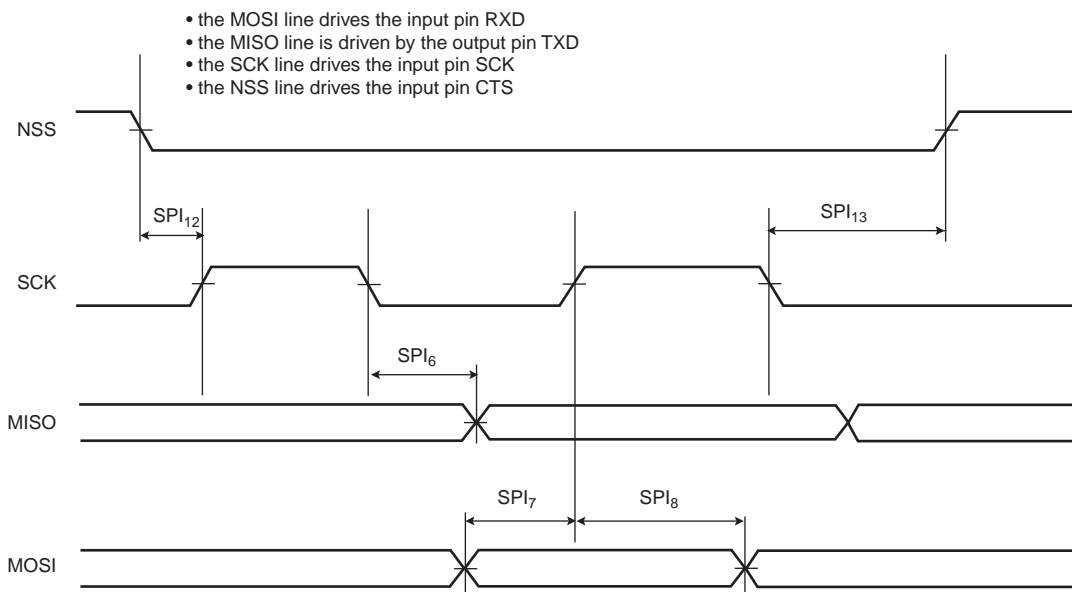 • the MOSI line drives the input pin RXD
• the MISO line is driven by the output pin TXD
• the SCK line drives the input pin SCK
• the NSS line drives the input pin CTS
NSS
SPI12
SPI13
SCK
SPI6
MISO
SPI7
SPI8
MOSI